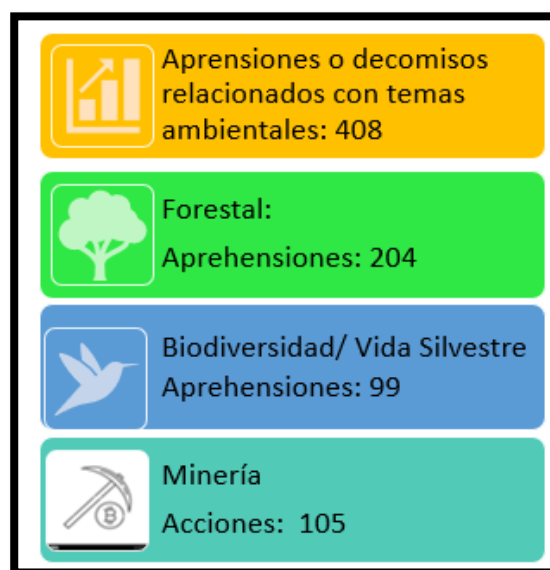 Aprensiones o decomisos
relacionados con temas
ambientales: 408
Forestal:
Aprehensiones: 204
Biodiversidad/ Vida Silvestre
Aprehensiones: 99
Minería
Acciones: 105